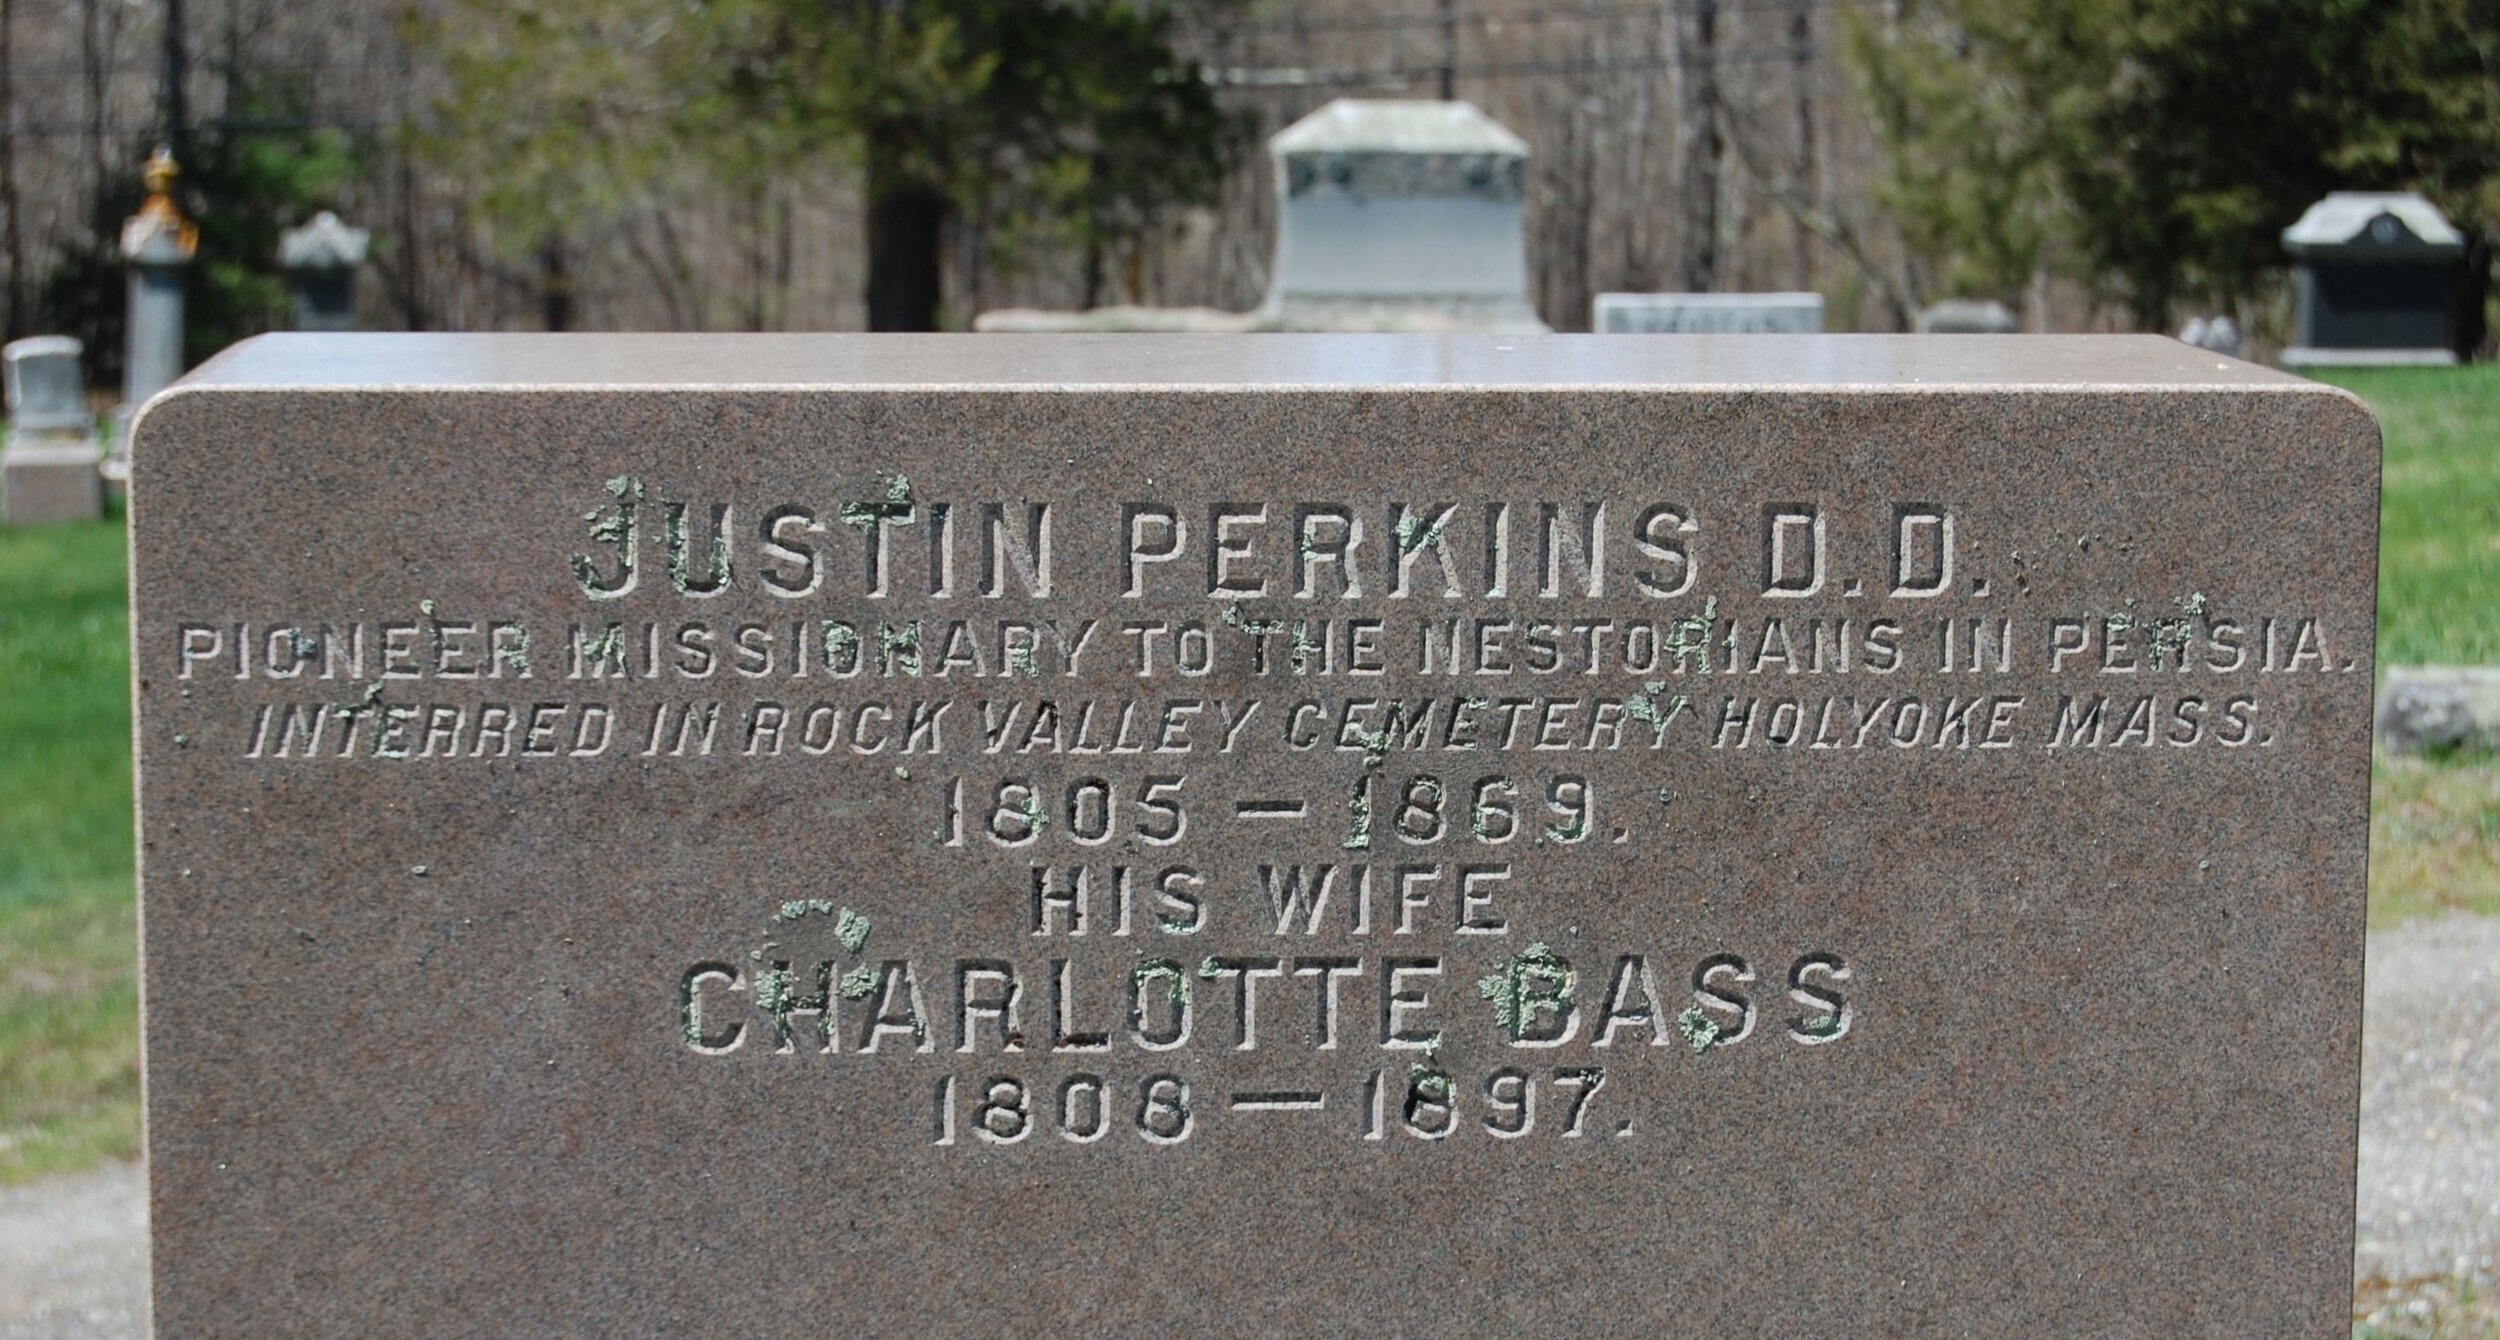 JUSTIN PERKINS D.D.
PIONEER MISSIONARY TO THE NESTORIANS IN PERSIA.
INTERRED IN ROCK VALLEY CEMETERY HOLYOKE MASS.
1805 — 1869.
HIS WIFE
CHARLOTTE BASS
1808 — 1897.